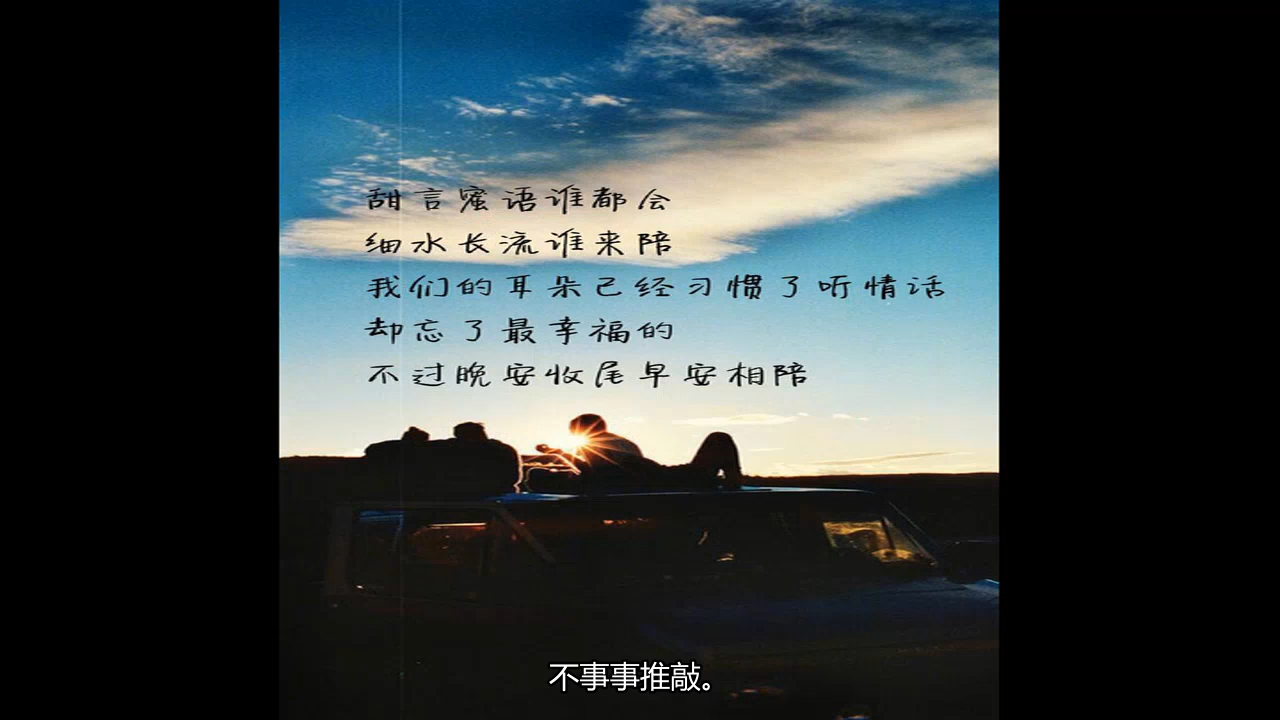 甜言蜜语谁都会
细水长流谁来陪
我们的耳朵已经习惯了听情话
却忘了最幸福的
不过晚安收尾早安相陪
不事事推敲。